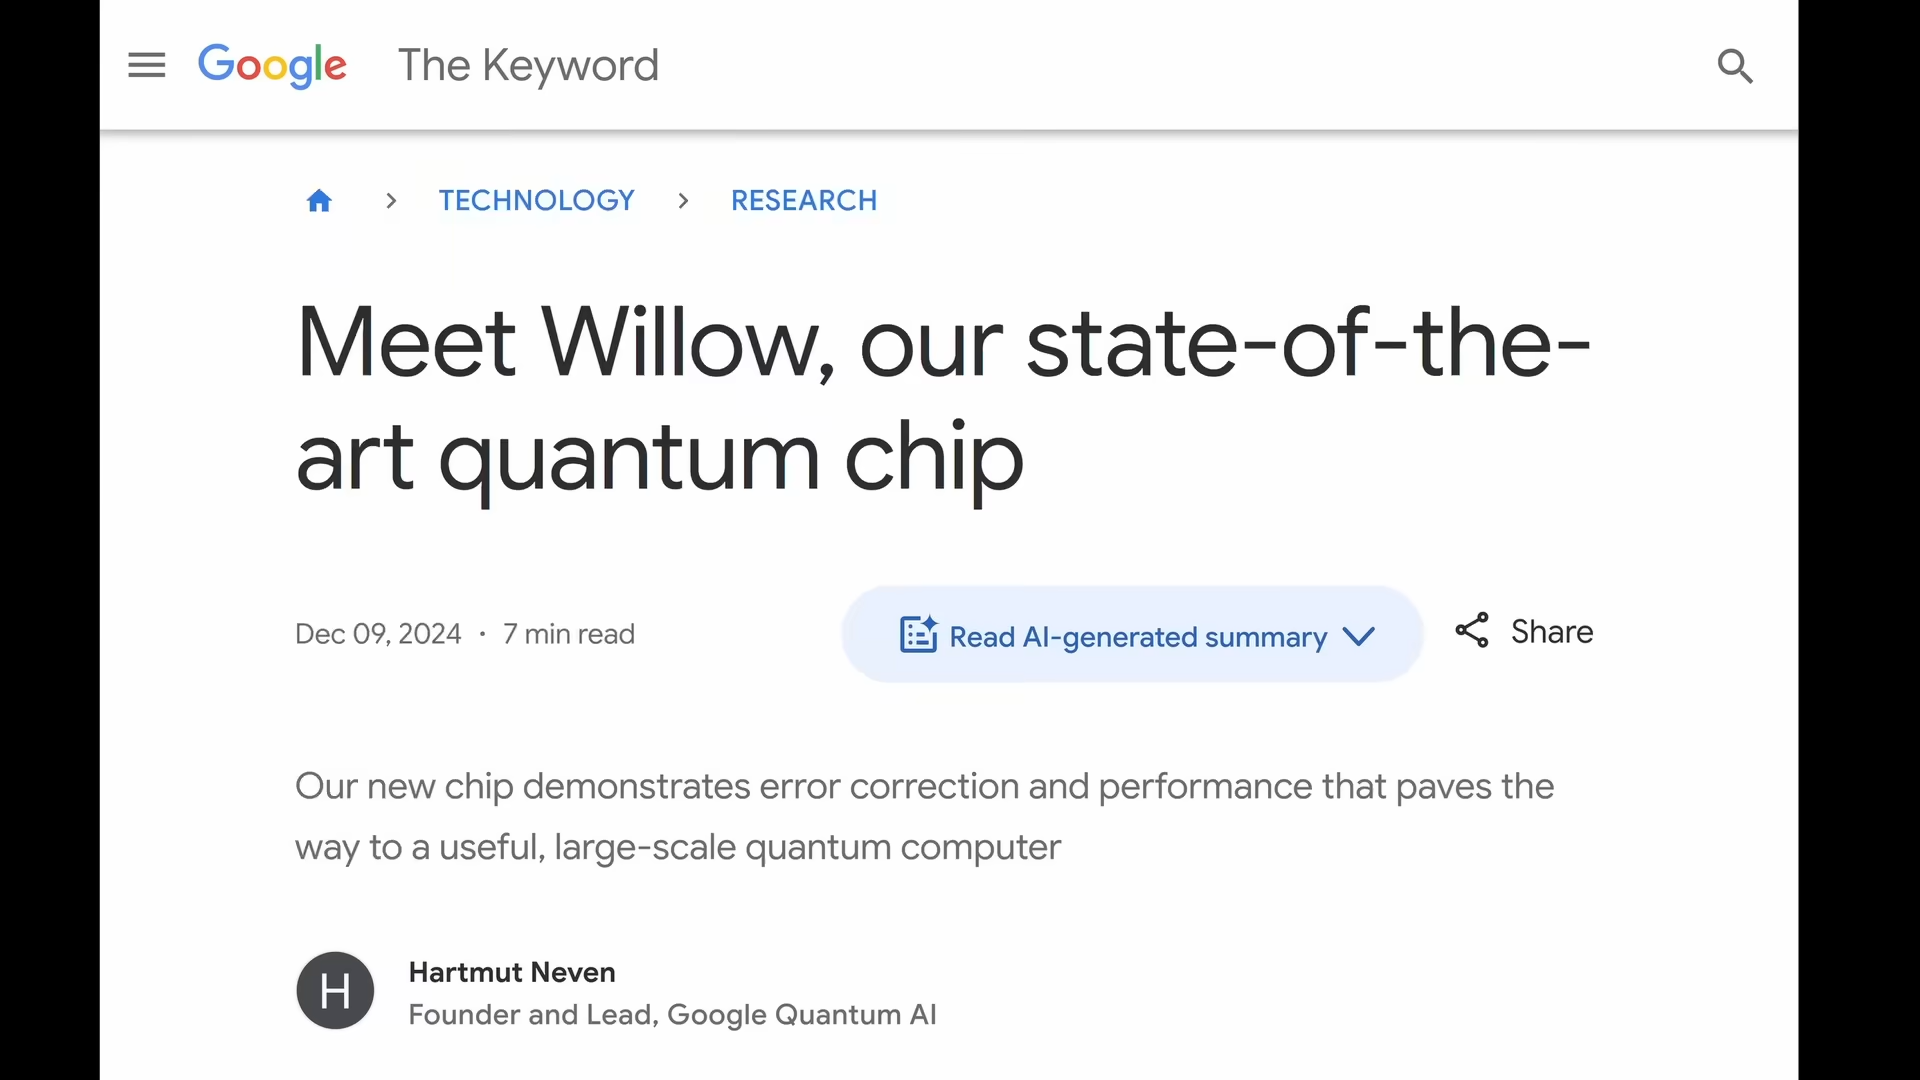 Google The Keyword
TECHNOLOGY > RESEARCH
Meet Willow, our state-of-the-
art quantum chip
Dec 09, 2024 · 7 min read
Read AI-generated summary
Share
Our new chip demonstrates error correction and performance that paves the
way to a useful, large-scale quantum computer
H
Hartmut Neven
Founder and Lead, Google Quantum AI